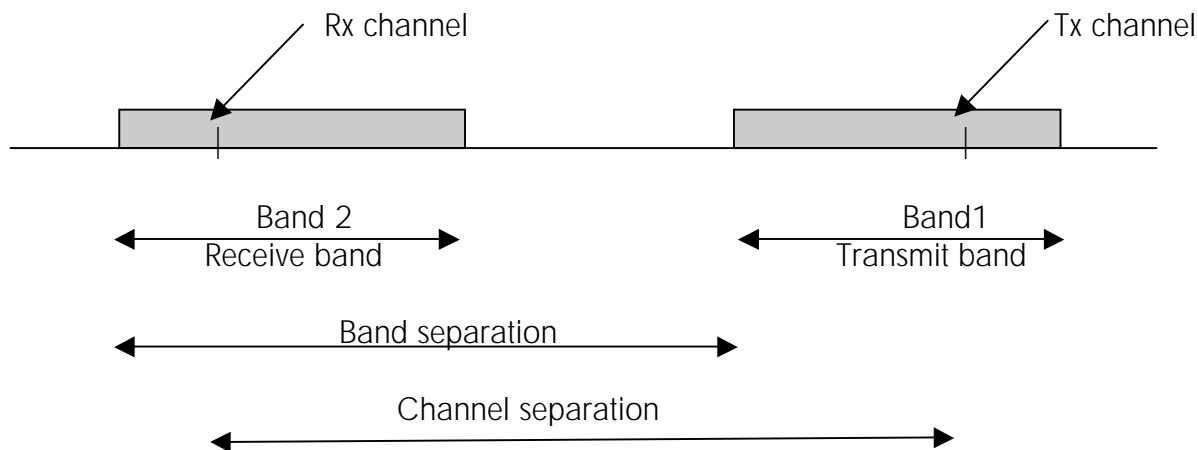 Rx channel
Tx channel
Band 2
Receive band
Band1
Transmit band
Band separation
Channel separation